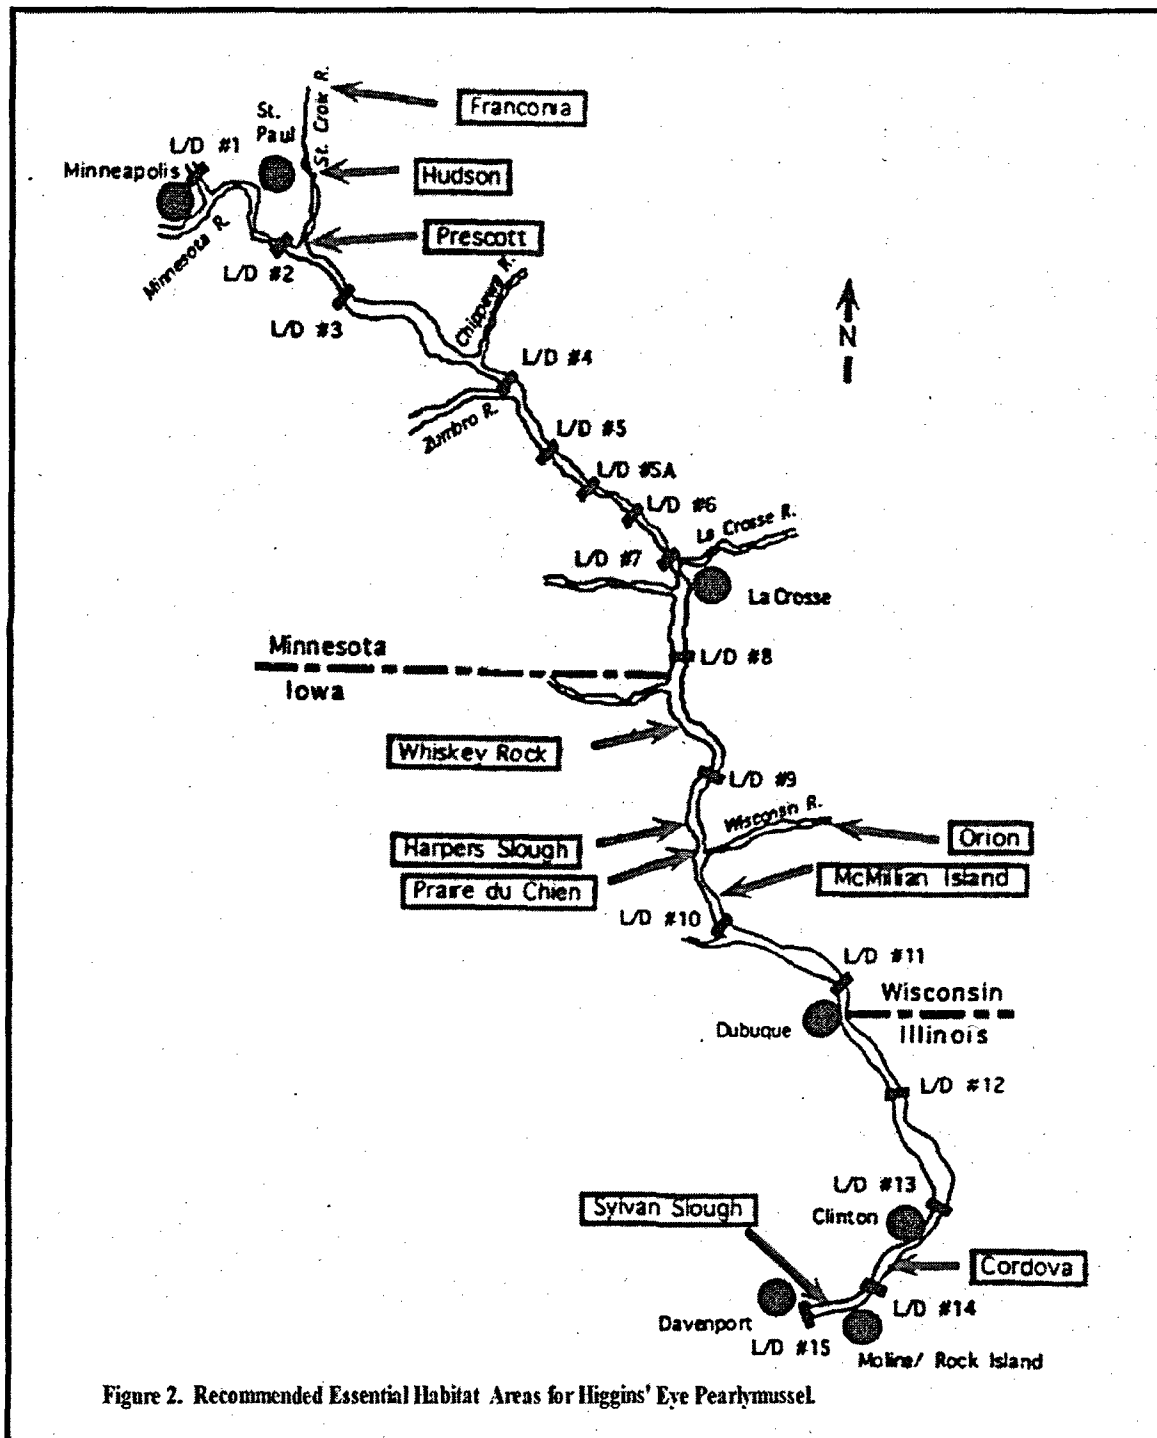 St. Croix R.
Franconia
St.
Paul
L/D #1
Minneapolis
Hudson
Prescott
Minnesota R.
L/D #2
L/D #3
Chippewa R.
N
L/D #4
Zumbro R.
L/D #5
L/D #5A
L/D #6
La Crosse R.
L/D #7
La Crosse
Minnesota
Iowa
L/D #8
Whiskey Rock
L/D #9
Wisconsin R.
Harpers Slough
Orion
Praire du Chien
McMillian Island
L/D #10
L/D #11
Wisconsin
Illinois
Dubuque
L/D #12
L/D #13
Sylvan Slough
Clinton
Cordova
L/D #14
Davenport
L/D #15
Moline/ Rock Island
Figure 2. Recommended Essential Habitat Areas for Higgins' Eye Pearlymussel.